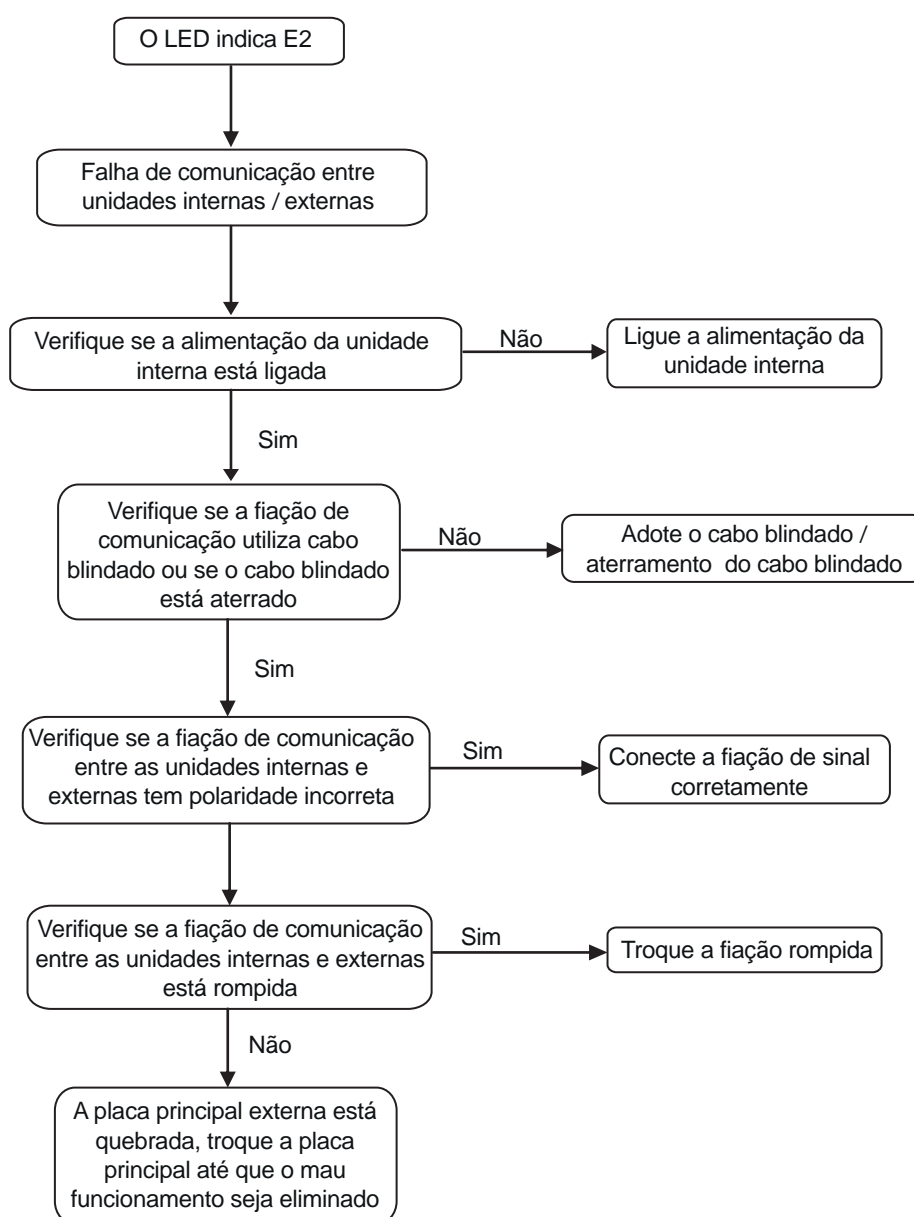 O LED indica E2
Falha de comunicação entre
unidades internas / externas
Verifique se a alimentação da unidade
interna está ligada
Não
Ligue a alimentação da
unidade interna
Sim
Verifique se a fiação de
comunicação utiliza cabo
blindado ou se o cabo blindado
está aterrado
Não
Adote o cabo blindado /
aterramento do cabo blindado
Sim
Verifique se a fiação de comunicação
entre as unidades internas e
externas tem polaridade incorreta
Sim
Conecte a fiação de sinal
corretamente
Verifique se a fiação de comunicação
entre as unidades internas e externas
está rompida
Sim
Troque a fiação rompida
Não
A placa principal externa está
quebrada, troque a placa
principal até que o mau
funcionamento seja eliminado